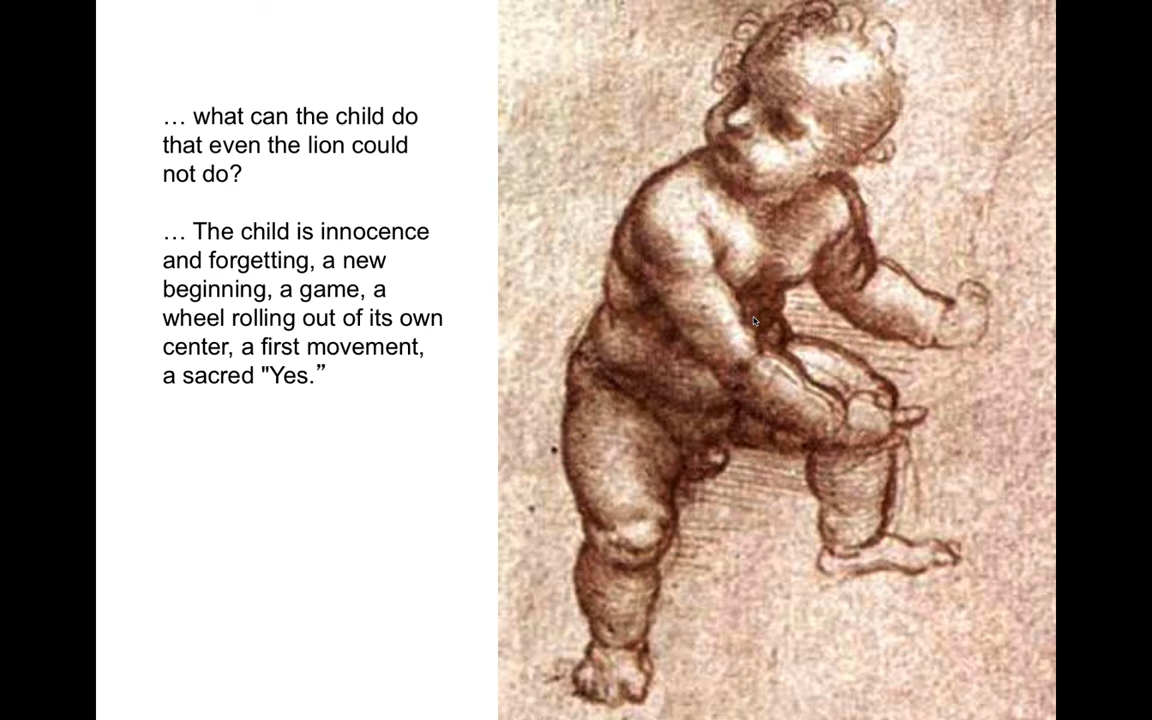 … what can the child do
that even the lion could
not do?
… The child is innocence
and forgetting, a new
beginning, a game, a
wheel rolling out of its own
center, a first movement,
a sacred "Yes.”